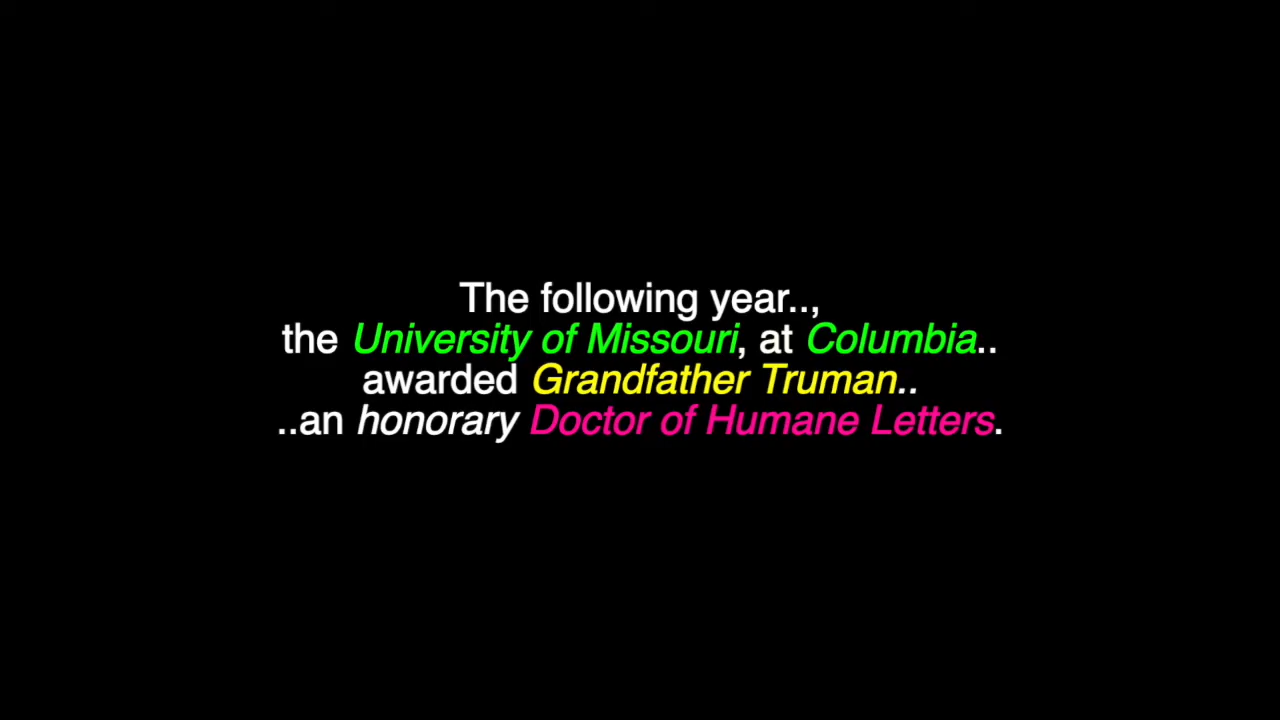 The following year..,
the University of Missouri, at Columbia..
awarded Grandfather Truman..
..an honorary Doctor of Humane Letters.